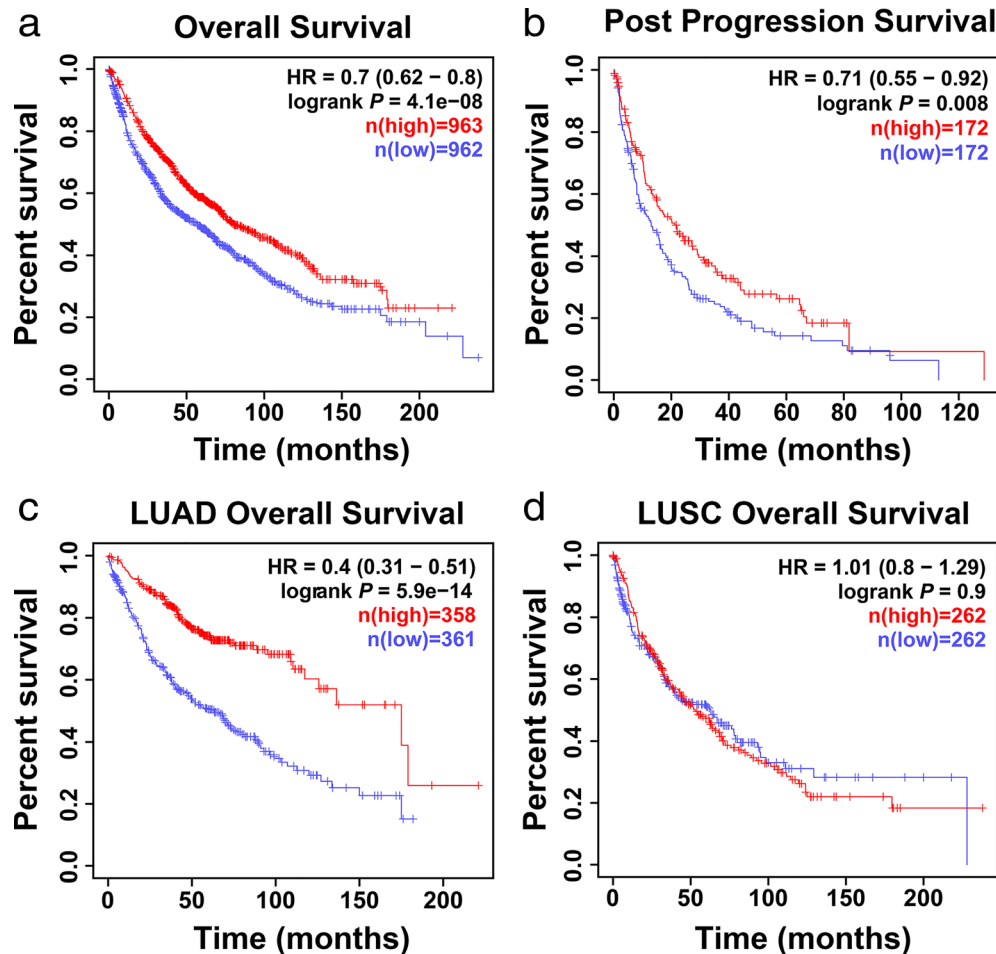 a
Overall Survival
HR = 0.7 (0.62 − 0.8)
logrank P = 4.1e−08
n(high)=963
n(low)=962
Percent survival
0.0 0.2 0.4 0.6 0.8 1.0
0 50 100 150 200
Time (months)
b
Post Progression Survival
HR = 0.71 (0.55 − 0.92)
logrank P = 0.008
n(high)=172
n(low)=172
Percent survival
0.0 0.2 0.4 0.6 0.8 1.0
0 20 40 60 80 100 120
Time (months)
c
LUAD Overall Survival
HR = 0.4 (0.31 − 0.51)
logrank P = 5.9e−14
n(high)=358
n(low)=361
Percent survival
0.0 0.2 0.4 0.6 0.8 1.0
0 50 100 150 200
Time (months)
d
LUSC Overall Survival
HR = 1.01 (0.8 − 1.29)
logrank P = 0.9
n(high)=262
n(low)=262
Percent survival
0.0 0.2 0.4 0.6 0.8 1.0
0 50 100 150 200
Time (months)